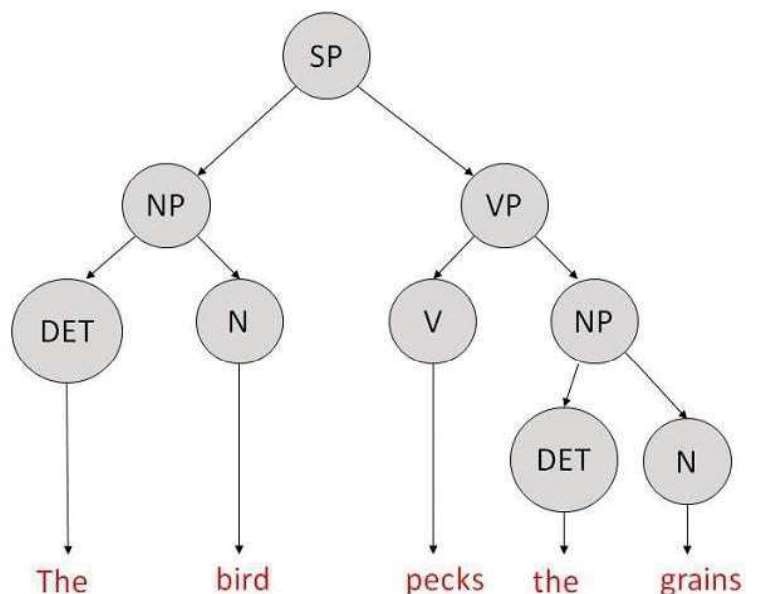 SP
NP VP
DET N V NP
DET N
The bird pecks the grains